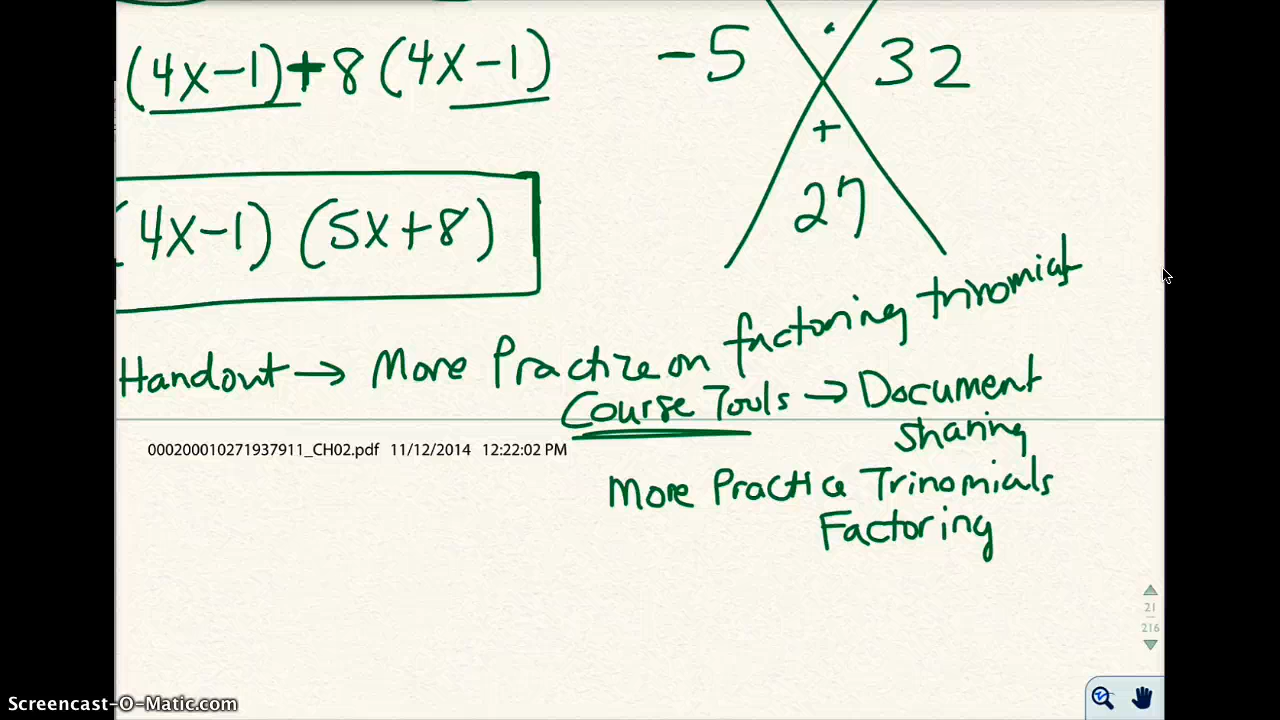 (4x-1)+8(4x-1)
-5 · 32
+
27
(4x-1) (5x+8)
Handout → More Practice on factoring trinomial
Course Tools → Document
sharing
000200010271937911_CH02.pdf 11/12/2014 12:22:02 PM
More Practice Trinomials
Factoring
21
216
Screencast-O-Matic.com